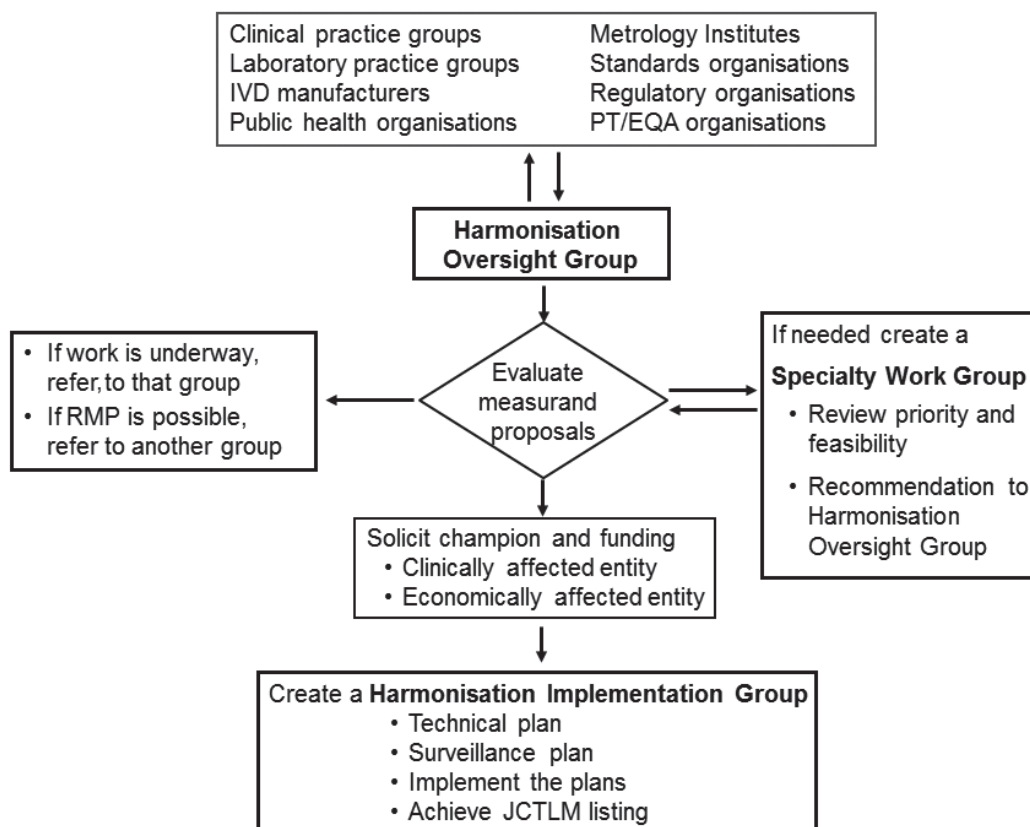 Clinical practice groups
Laboratory practice groups
IVD manufacturers
Public health organisations
Metrology Institutes
Standards organisations
Regulatory organisations
PT/EQA organisations
Harmonisation
Oversight Group
• If work is underway,
refer,to that group
• If RMP is possible,
refer to another group
Evaluate
measurand
proposals
If needed create a
Specialty Work Group
• Review priority and
feasibility
• Recommendation to
Harmonisation
Oversight Group
Solicit champion and funding
• Clinically affected entity
• Economically affected entity
Create a Harmonisation Implementation Group
• Technical plan
• Surveillance plan
• Implement the plans
• Achieve JCTLM listing